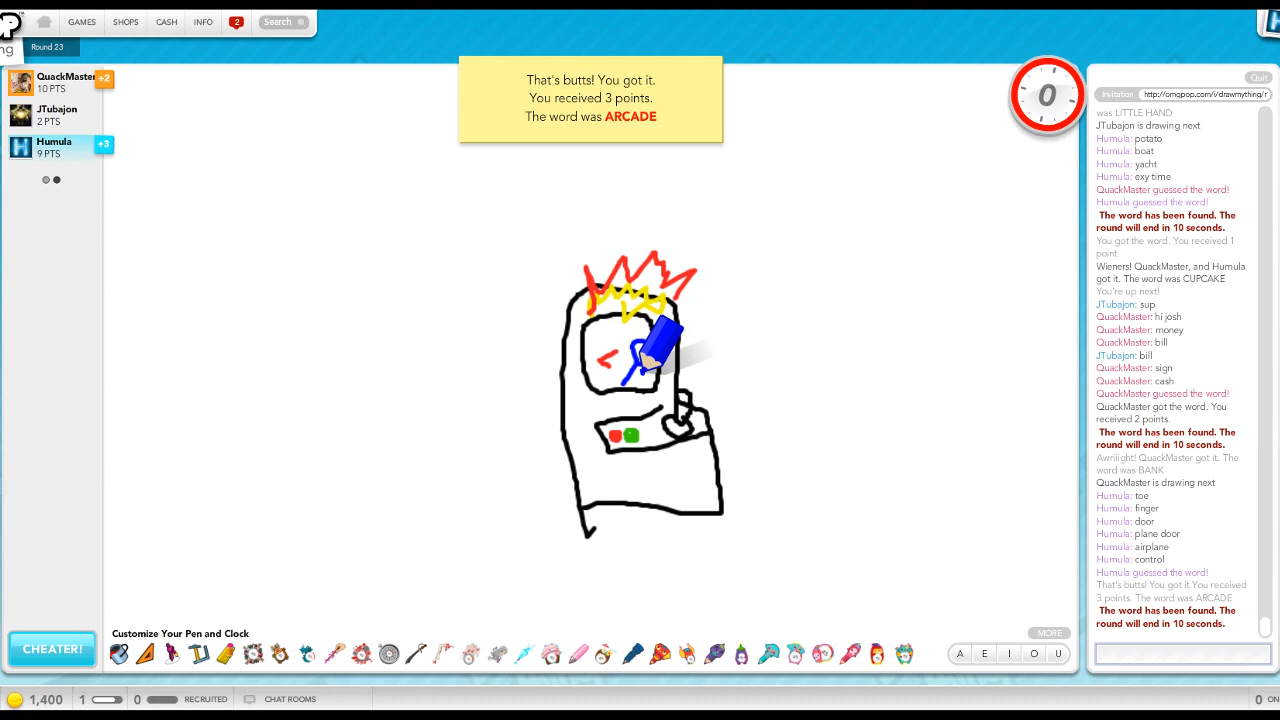 P™
GAMES SHOPS CASH INFO 2 Search
ng Round 23
QuackMaster +2
10 PTS
JTubajon
2 PTS
Humula +3
9 PTS
That's butts! You got it.
You received 3 points.
The word was ARCADE
0
Quit
Invitation http://omgpop.com/i/drawmything/r
was LITTLE HAND
JTubajon is drawing next
Humula: potato
Humula: boat
Humula: yacht
Humula: exy time
QuackMaster guessed the word!
Humula guessed the word!
The word has been found. The
round will end in 10 seconds.
You got the word. You received 1
point.
Wieners! QuackMaster, and Humula
got it. The word was CUPCAKE
You're up next!
JTubajon: sup
QuackMaster: hi josh
QuackMaster: money
QuackMaster: bill
JTubajon: bill
QuackMaster: sign
QuackMaster: cash
QuackMaster guessed the word!
QuackMaster got the word. You
received 2 points.
The word has been found. The
round will end in 10 seconds.
Awriiight! QuackMaster got it. The
word was BANK
QuackMaster is drawing next
Humula: toe
Humula: finger
Humula: door
Humula: plane door
Humula: airplane
Humula: control
Humula guessed the word!
That's butts! You got it.You received
3 points. The word was ARCADE
The word has been found. The
round will end in 10 seconds.
Customize Your Pen and Clock
MORE
CHEATER!
A E I O U
1,400 1 0 RECRUITED CHAT ROOMS 0 ON